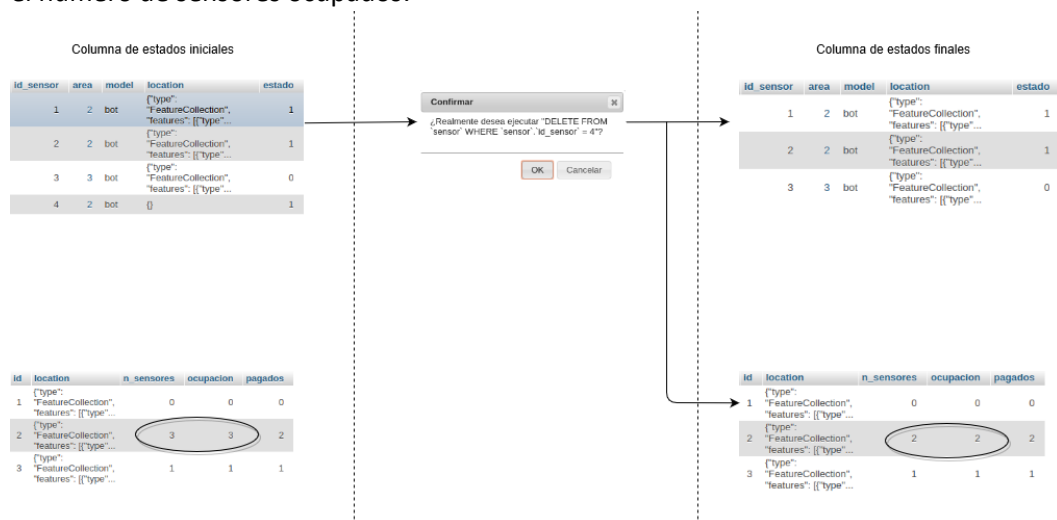 el número de sensores ocupados.
Columna de estados iniciales
id_sensor area model location estado
1 2 bot {"type": "FeatureCollection", "features": [{"type"... 1
2 2 bot {"type": "FeatureCollection", "features": [{"type"... 1
3 3 bot {"type": "FeatureCollection", "features": [{"type"... 0
4 2 bot {} 1
Confirmar
¿Realmente desea ejecutar "DELETE FROM
`sensor` WHERE `sensor`.`id_sensor` = 4"?
OK Cancelar
Columna de estados finales
id_sensor area model location estado
1 2 bot {"type": "FeatureCollection", "features": [{"type"... 1
2 2 bot {"type": "FeatureCollection", "features": [{"type"... 1
3 3 bot {"type": "FeatureCollection", "features": [{"type"... 0
id location n_sensores ocupacion pagados
1 {"type": "FeatureCollection", "features": [{"type"... 0 0 0
2 {"type": "FeatureCollection", "features": [{"type"... 3 3 2
3 {"type": "FeatureCollection", "features": [{"type"... 1 1 1
id location n_sensores ocupacion pagados
1 {"type": "FeatureCollection", "features": [{"type"... 0 0 0
2 {"type": "FeatureCollection", "features": [{"type"... 2 2 2
3 {"type": "FeatureCollection", "features": [{"type"... 1 1 1